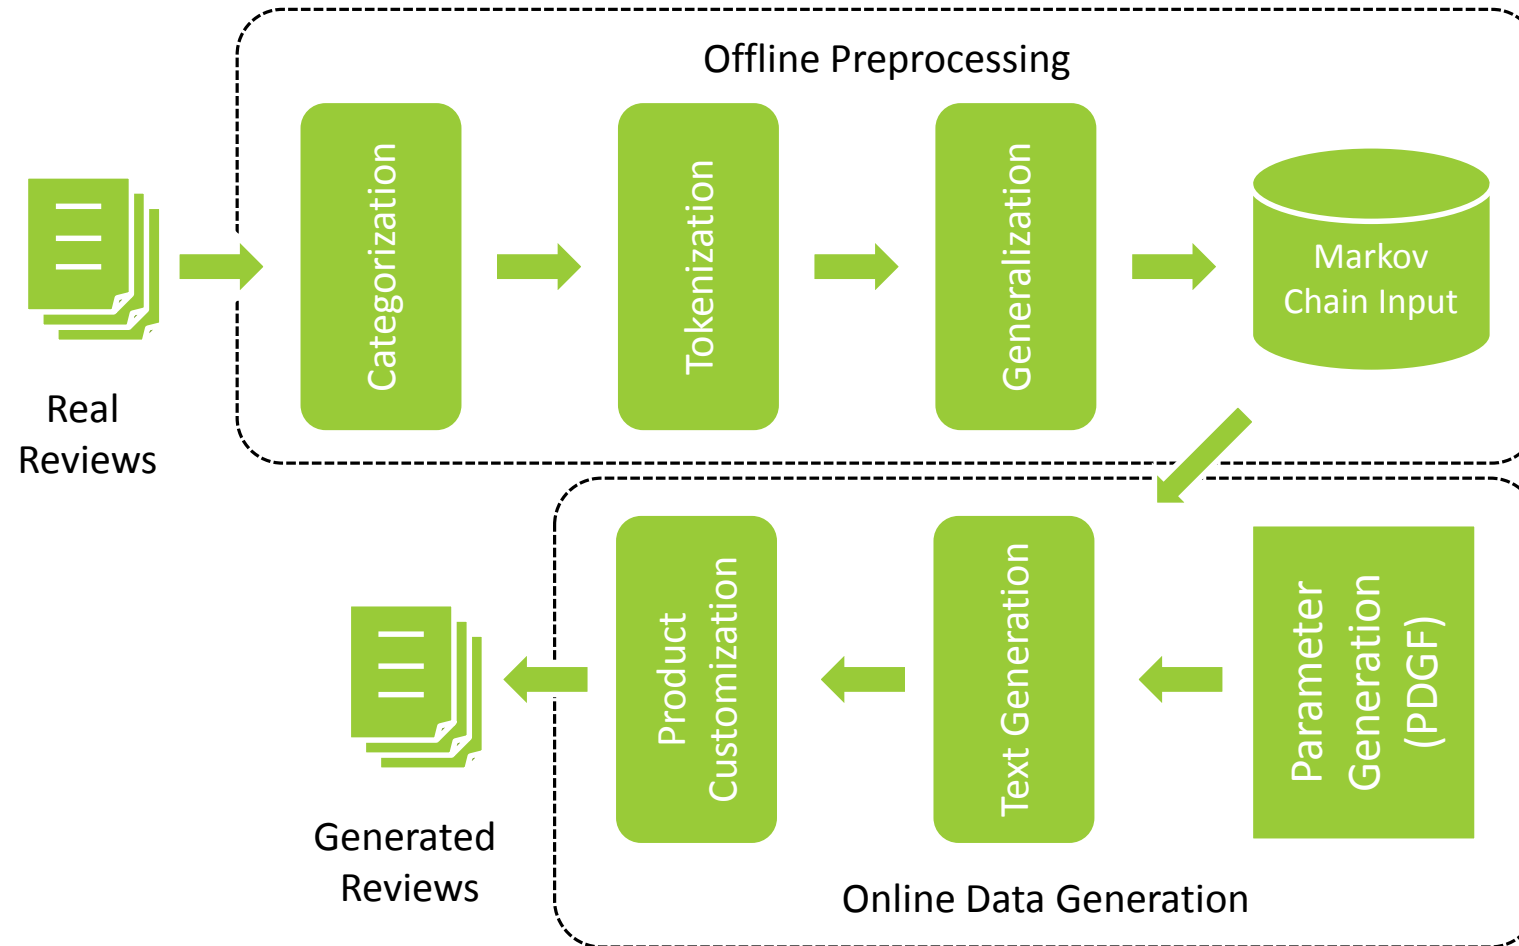 Offline Preprocessing
Categorization
Tokenization
Generalization
Markov
Chain Input
Real
Reviews
Product
Customization
Text Generation
Parameter
Generation
(PDGF)
Generated
Reviews
Online Data Generation